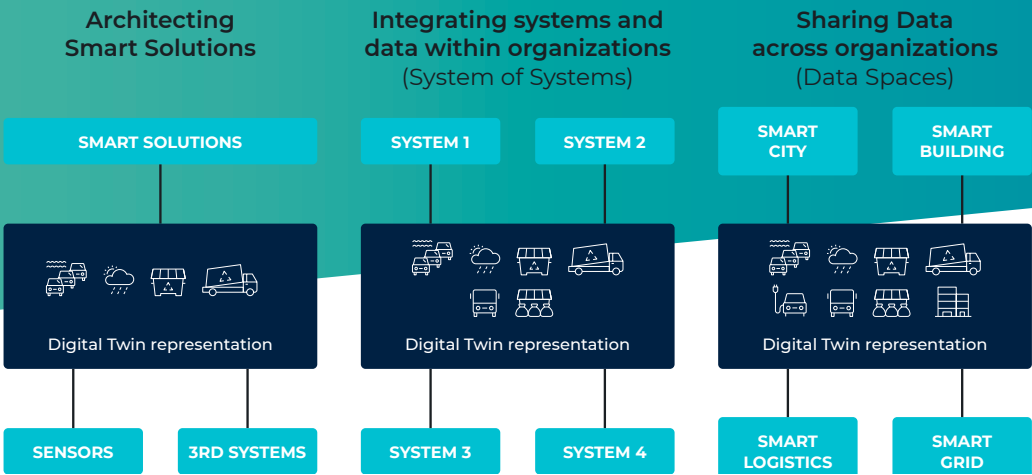 Architecting
Smart Solutions
SMART SOLUTIONS
Digital Twin representation
SENSORS
3RD SYSTEMS
Integrating systems and
data within organizations
(System of Systems)
SYSTEM 1
SYSTEM 2
Digital Twin representation
SYSTEM 3
SYSTEM 4
Sharing Data
across organizations
(Data Spaces)
SMART
CITY
SMART
BUILDING
Digital Twin representation
SMART
LOGISTICS
SMART
GRID